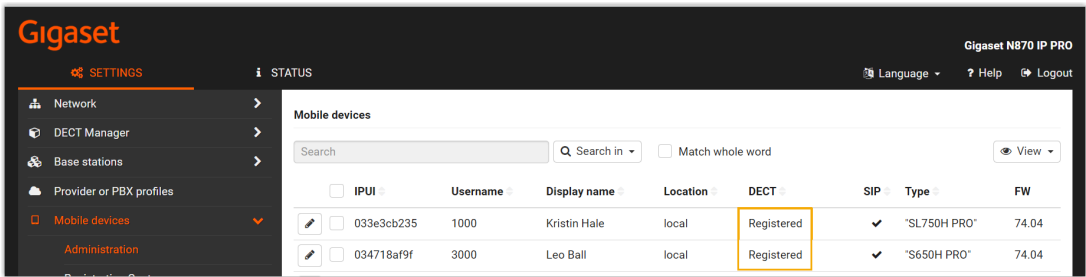 Gigaset
Gigaset N870 IP PRO
SETTINGS
STATUS
Language
? Help
Logout
Network
DECT Manager
Base stations
Provider or PBX profiles
Mobile devices
Administration
Mobile devices
Search
Search in
Match whole word
View
IPUI Username Display name Location DECT SIP Type FW
033e3cb235 1000 Kristin Hale local Registered ✔ "SL750H PRO" 74.04
034718af9f 3000 Leo Ball local Registered ✔ "S650H PRO" 74.04